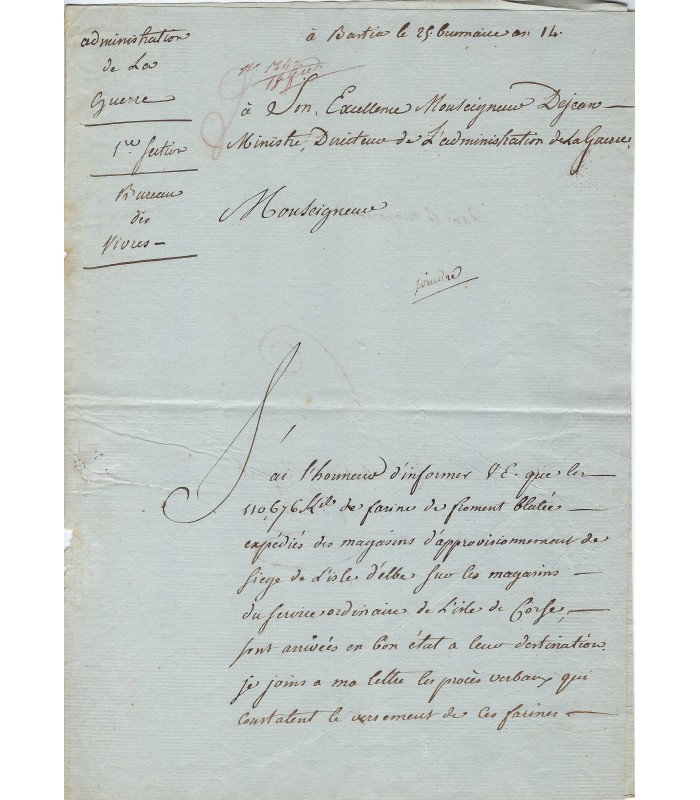 à Bastia le 25 brumaire an 14.
administration
de La
Guerre
1re. Section
Bureau
des
Vivres
à Son, Excellence Monseigneur Dejean
Ministre, Directeur de L'administration de La Guerre,
Monseigneur
joindre
J'ai l'honneur d'informer V.E. que les
110,676 Kil. de farine de froment blutée
expédiés des magasins d'approvisionnement de
siege de L'isle d'elbe sur les magasins
du service ordinaire de L'isle de Corse,
sont arrivées en bon état a leur destination.
je joins a ma lettre les procès verbaux qui
constatent le versement de ces farines